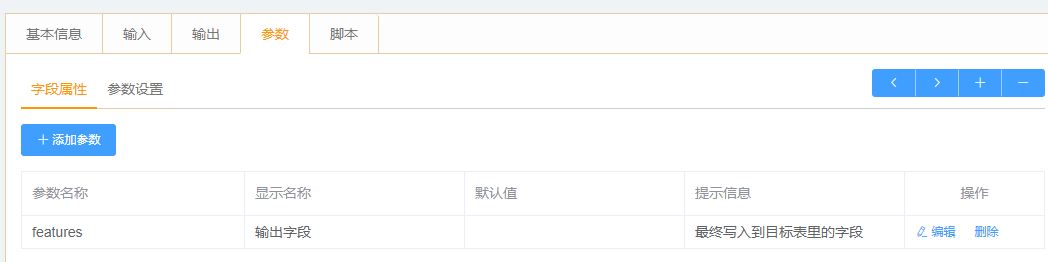 基本信息 输入 输出 参数 脚本
字段属性 参数设置
添加参数
参数名称 显示名称 默认值 提示信息 操作
features 输出字段 最终写入到目标表里的字段 编辑 删除